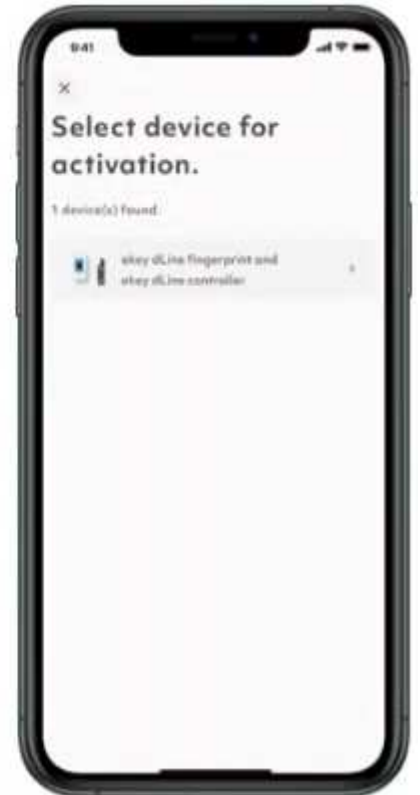 9:41
Select device for
activation.
1 device(s) found
ekey dLine fingerprint and
ekey dLine controller